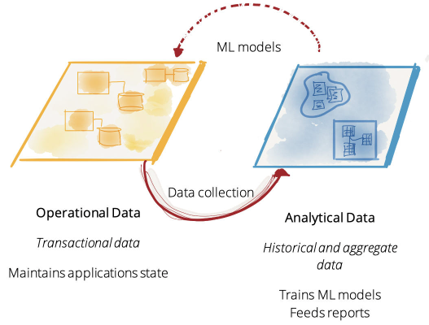 ML models
Data collection
Operational Data
Transactional data
Maintains applications state
Analytical Data
Historical and aggregate
data
Trains ML models
Feeds reports